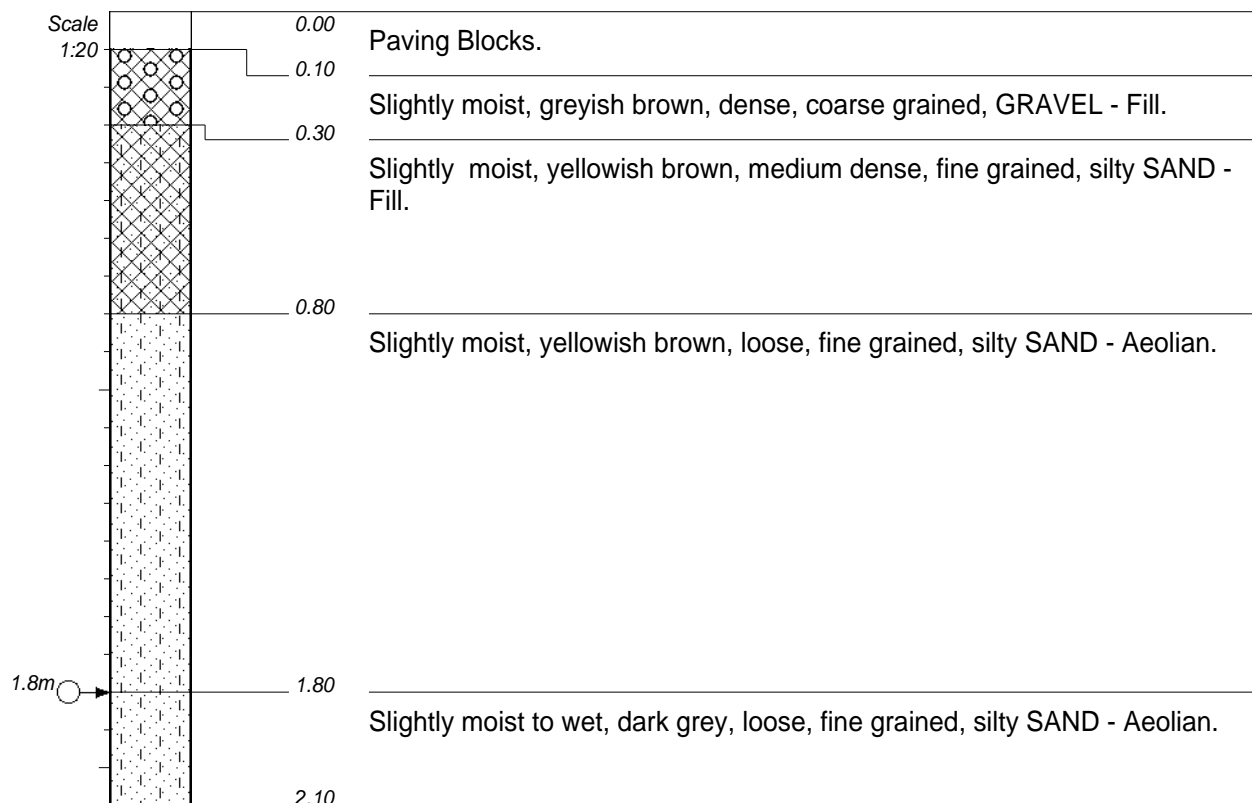 Scale
1:20
0.00
Paving Blocks.
0.10
Slightly moist, greyish brown, dense, coarse grained, GRAVEL - Fill.
0.30
Slightly  moist, yellowish brown, medium dense, fine grained, silty SAND -
Fill.
0.80
Slightly moist, yellowish brown, loose, fine grained, silty SAND - Aeolian.
1.8m
1.80
Slightly moist to wet, dark grey, loose, fine grained, silty SAND - Aeolian.
2.10